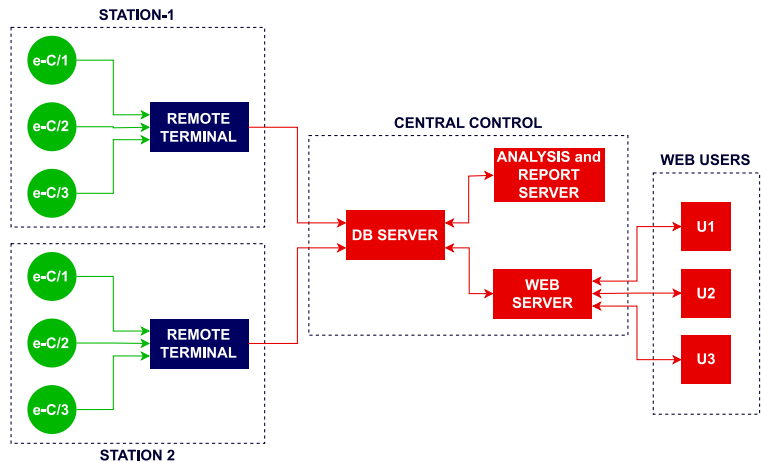 STATION-1
e-C/1
e-C/2
e-C/3
REMOTE
TERMINAL
e-C/1
e-C/2
e-C/3
REMOTE
TERMINAL
STATION 2
CENTRAL CONTROL
ANALYSIS and
REPORT
SERVER
DB SERVER
WEB
SERVER
WEB USERS
U1
U2
U3